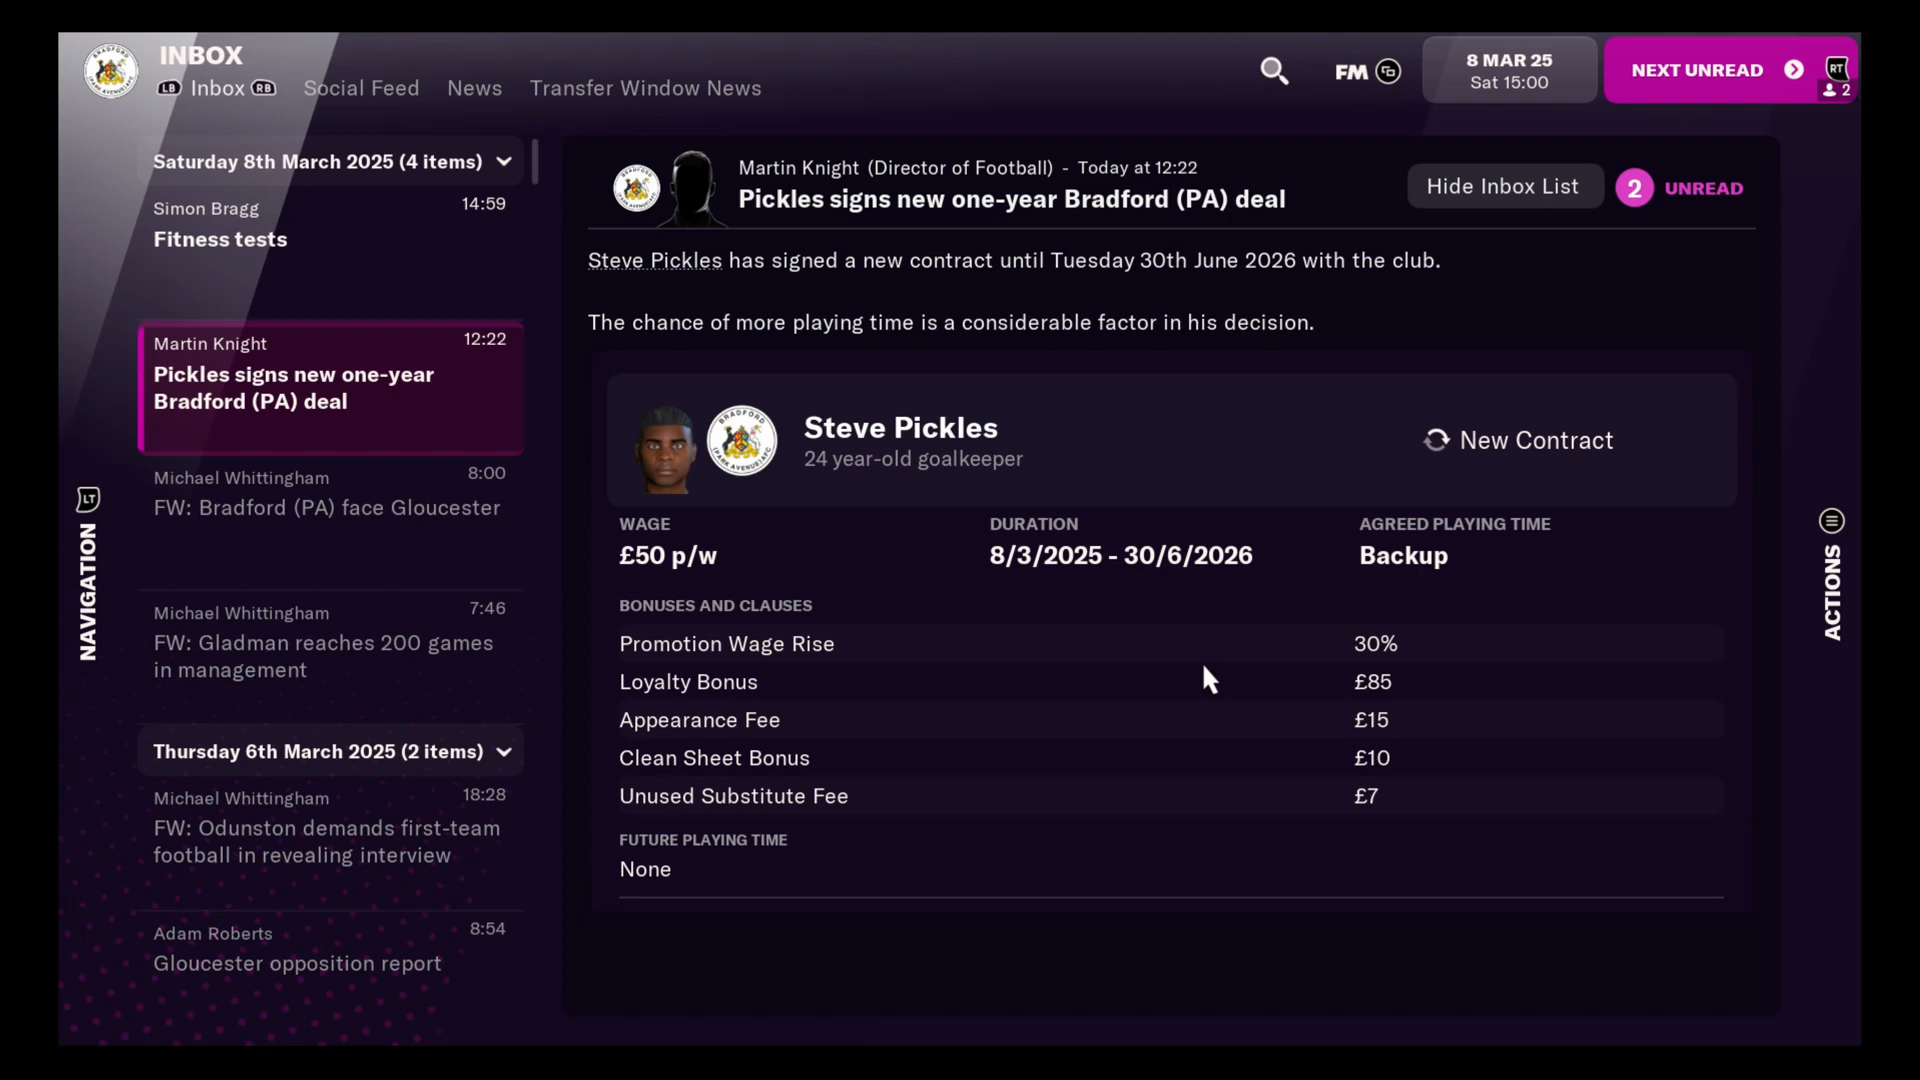 INBOX
LB Inbox RB Social Feed News Transfer Window News
FM
8 MAR 25
Sat 15:00
NEXT UNREAD
RT
2
Saturday 8th March 2025 (4 items)
Simon Bragg 14:59
Fitness tests
Martin Knight 12:22
Pickles signs new one-year
Bradford (PA) deal
Michael Whittingham 8:00
FW: Bradford (PA) face Gloucester
Michael Whittingham 7:46
FW: Gladman reaches 200 games
in management
Thursday 6th March 2025 (2 items)
Michael Whittingham 18:28
FW: Odunston demands first-team
football in revealing interview
Adam Roberts 8:54
Gloucester opposition report
LT
NAVIGATION
Martin Knight (Director of Football) - Today at 12:22
Pickles signs new one-year Bradford (PA) deal
Hide Inbox List
2 UNREAD
Steve Pickles has signed a new contract until Tuesday 30th June 2026 with the club.
The chance of more playing time is a considerable factor in his decision.
BRADFORD
(PARK AVENUE) AFC
Steve Pickles
24 year-old goalkeeper
New Contract
WAGE DURATION AGREED PLAYING TIME
£50 p/w 8/3/2025 - 30/6/2026 Backup
BONUSES AND CLAUSES
Promotion Wage Rise 30%
Loyalty Bonus £85
Appearance Fee £15
Clean Sheet Bonus £10
Unused Substitute Fee £7
FUTURE PLAYING TIME
None
ACTIONS